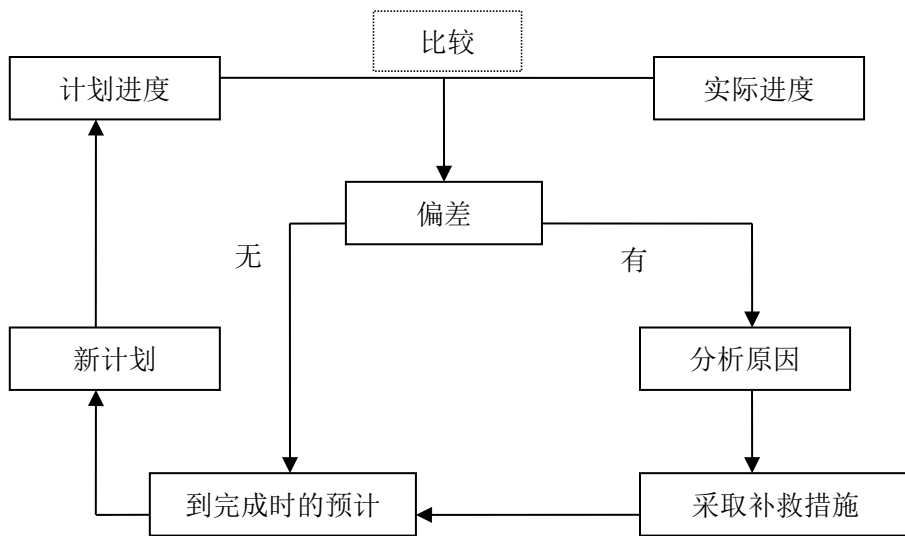 比较
计划进度
实际进度
偏差
无
有
新计划
分析原因
到完成时的预计
采取补救措施